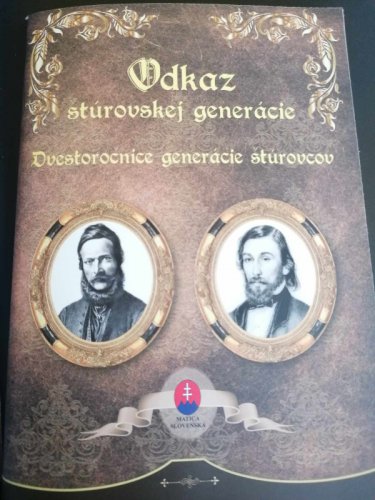 Odkaz
štúrovskej generácie
Dvestoročnice generácie štúrovcov
MATICA
SLOVENSKÁ